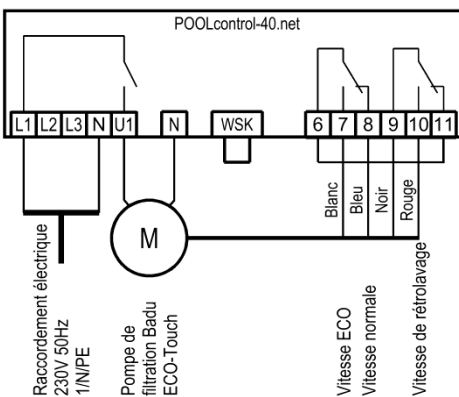 POOLcontrol-40.net
L1 L2 L3 N U1 N WSK 6 7 8 9 10 11
Blanc
Bleu
Noir
Rouge
M
Raccordement électrique
230V 50Hz
1/N/PE
Pompe de
filtration Badu
ECO-Touch
Vitesse ECO
Vitesse normale
Vitesse de rétrolavage